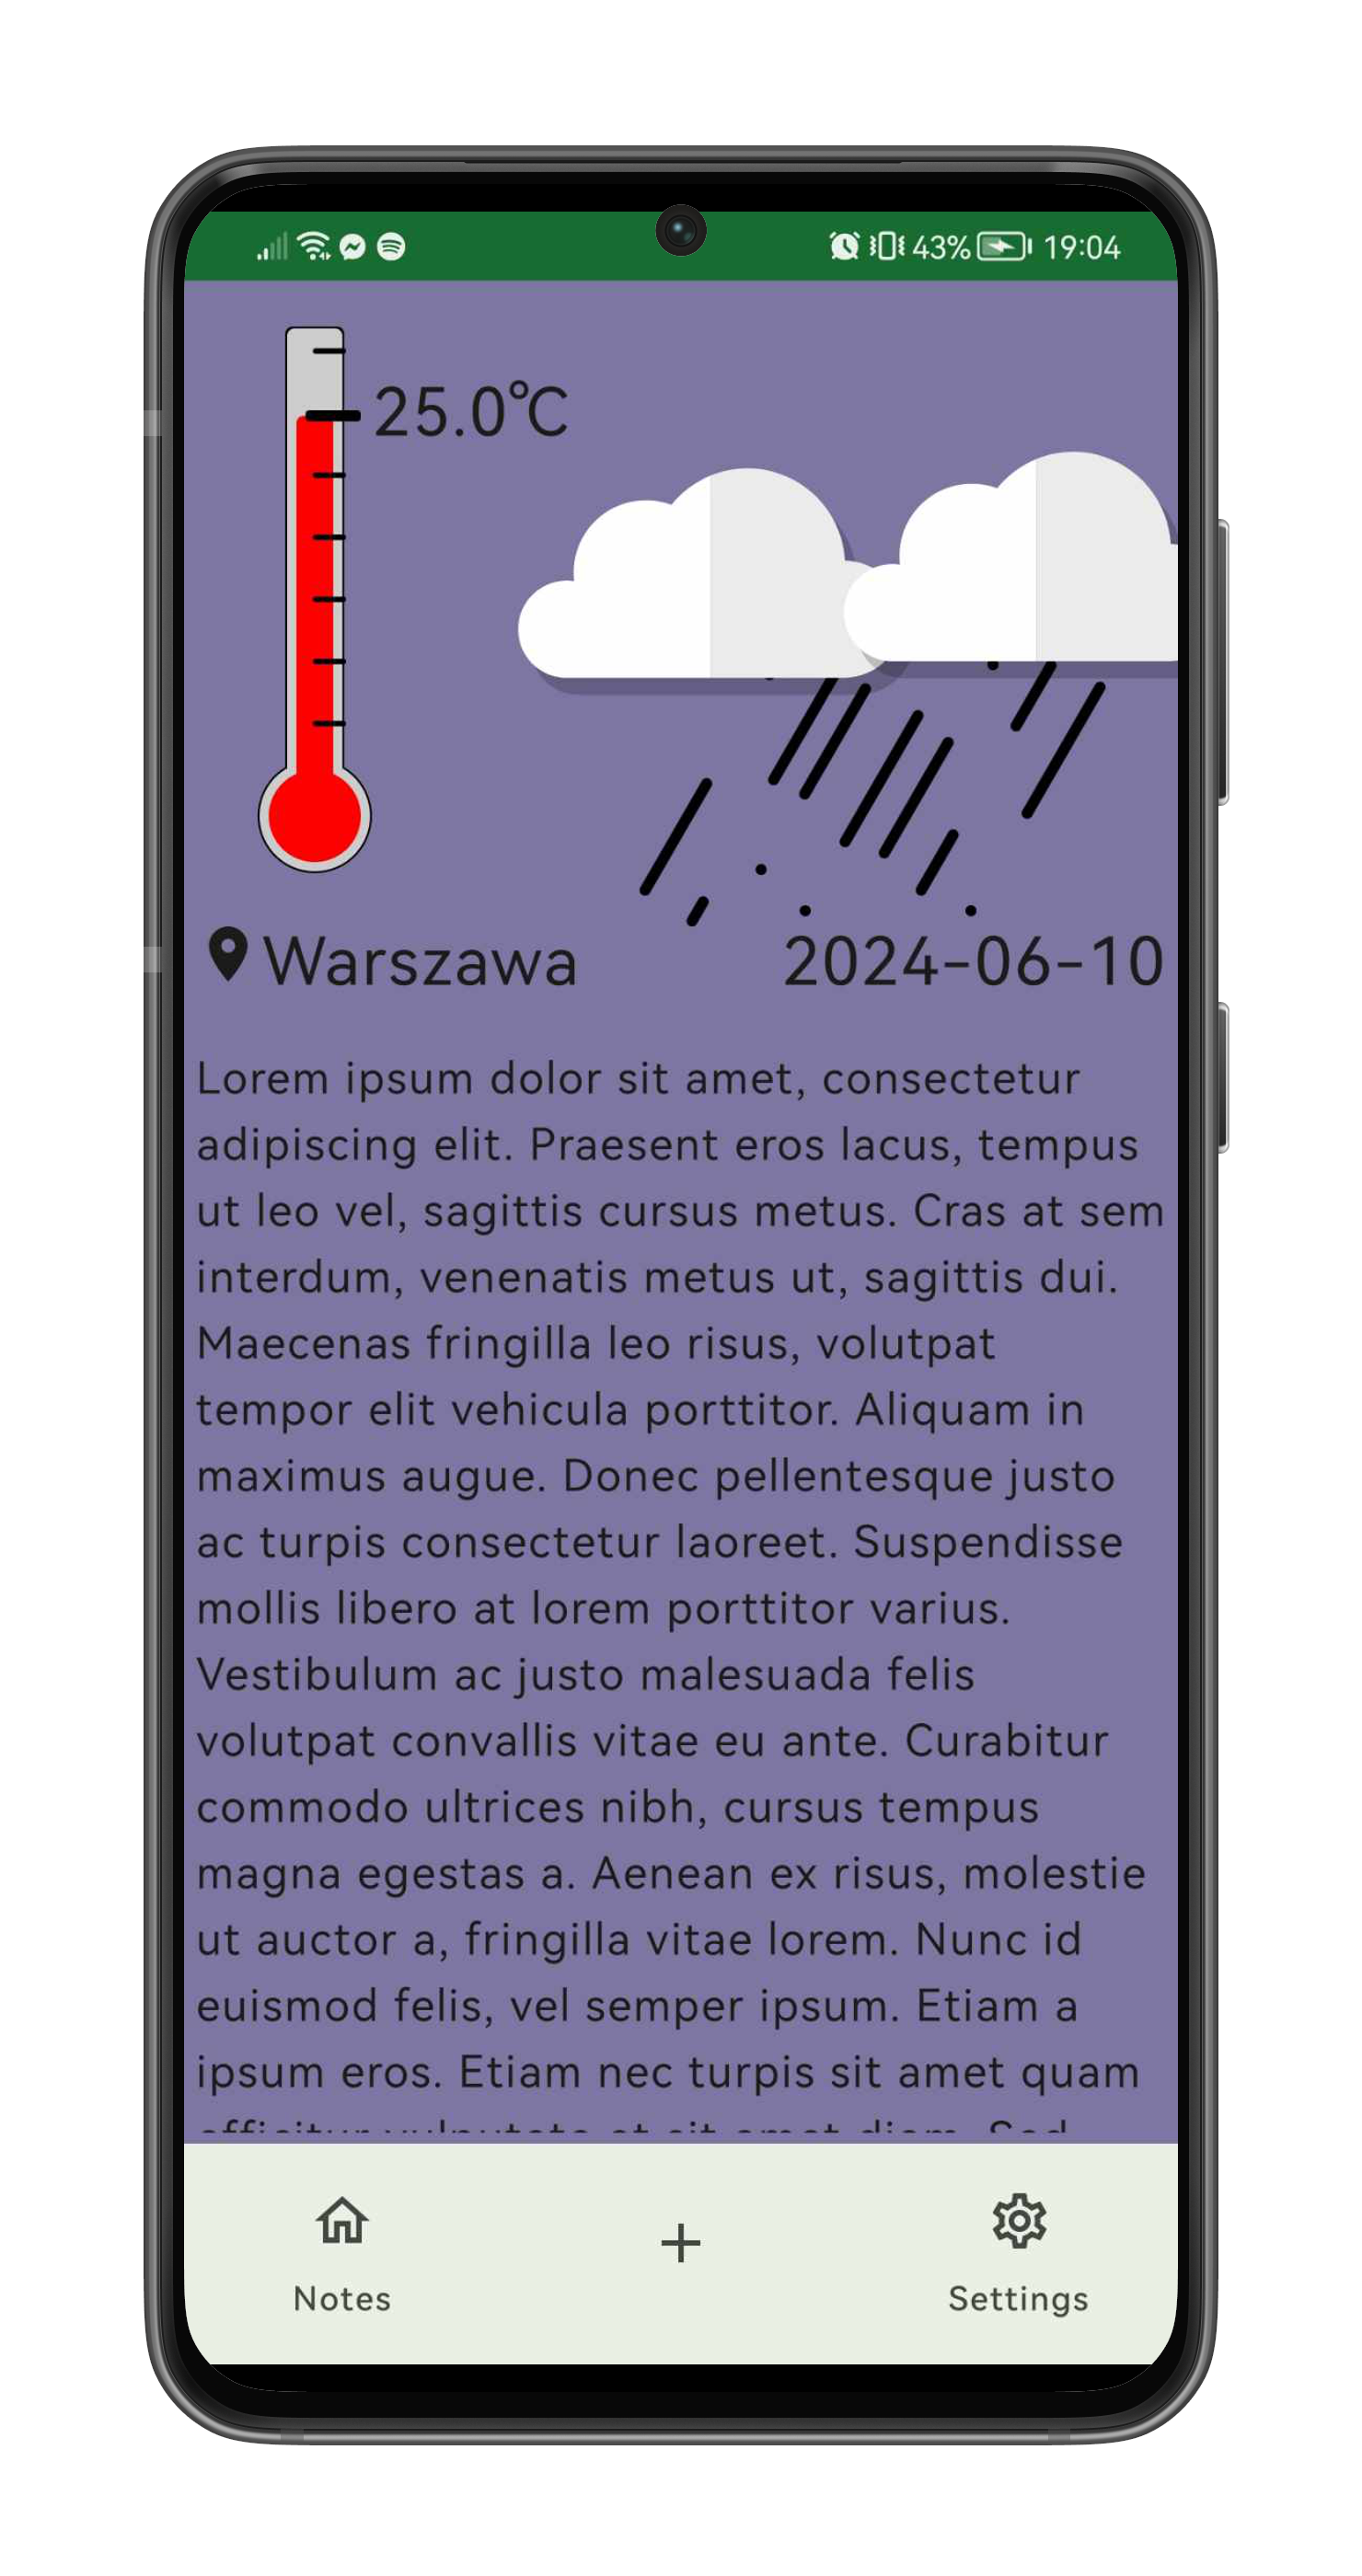 43% 19:04
25.0°C
Warszawa 2024-06-10
Lorem ipsum dolor sit amet, consectetur
adipiscing elit. Praesent eros lacus, tempus
ut leo vel, sagittis cursus metus. Cras at sem
interdum, venenatis metus ut, sagittis dui.
Maecenas fringilla leo risus, volutpat
tempor elit vehicula porttitor. Aliquam in
maximus augue. Donec pellentesque justo
ac turpis consectetur laoreet. Suspendisse
mollis libero at lorem porttitor varius.
Vestibulum ac justo malesuada felis
volutpat convallis vitae eu ante. Curabitur
commodo ultrices nibh, cursus tempus
magna egestas a. Aenean ex risus, molestie
ut auctor a, fringilla vitae lorem. Nunc id
euismod felis, vel semper ipsum. Etiam a
ipsum eros. Etiam nec turpis sit amet quam
Notes + Settings